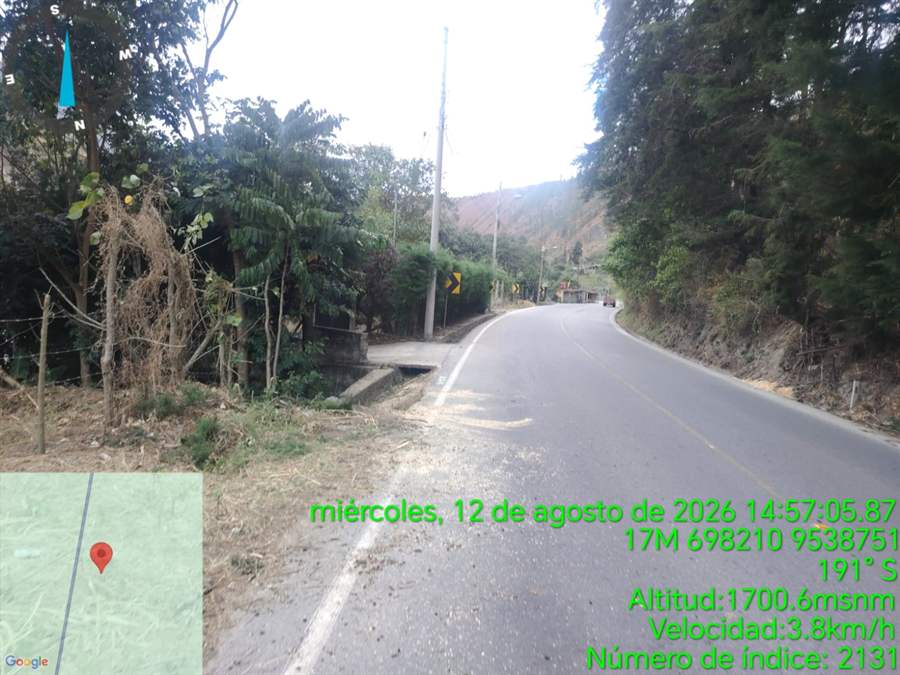 S
W
E
N
miércoles, 12 de agosto de 2026 14:57:05.87
17M 698210 9538751
191° S
Altitud:1700.6msnm
Velocidad:3.8km/h
Número de índice: 2131
Google